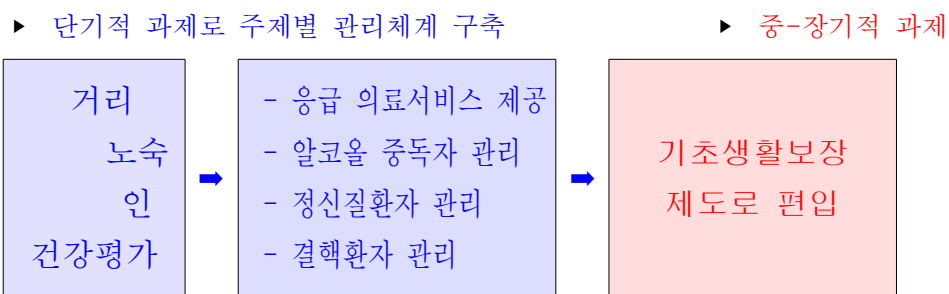 ▶ 단기적 과제로 주제별 관리체계 구축
▶ 중-장기적 과제
거리
노숙
인
건강평가
- 응급 의료서비스 제공
- 알코올 중독자 관리
- 정신질환자 관리
- 결핵환자 관리
기초생활보장
제도로 편입